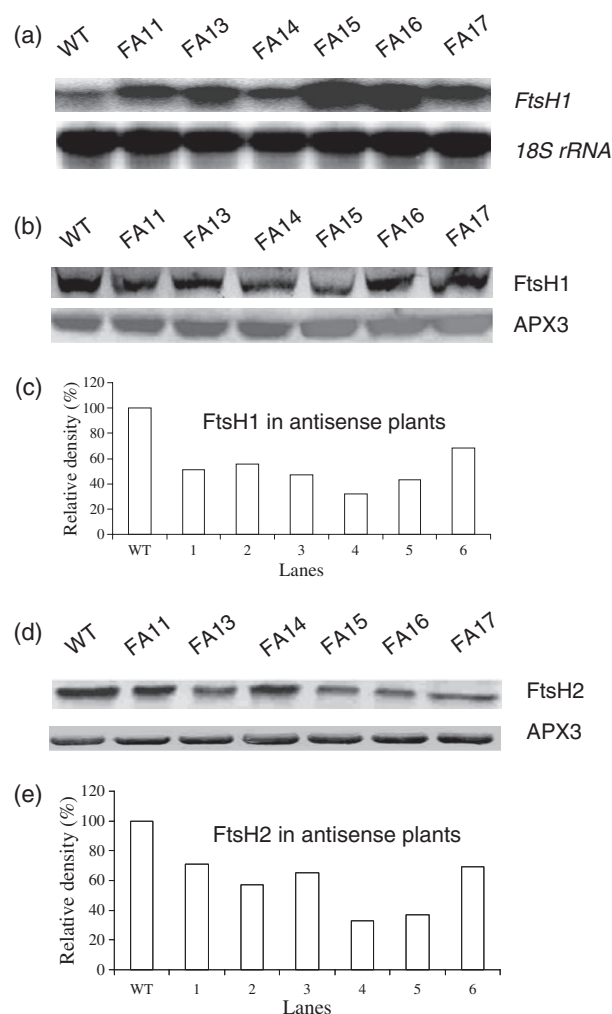 (a)
WT FA11 FA13 FA14 FA15 FA16 FA17
FtsH1
18S rRNA
(b)
WT FA11 FA13 FA14 FA15 FA16 FA17
FtsH1
APX3
(c)
Relative density (%)
120
100
80
60
40
20
0
FtsH1 in antisense plants
WT 1 2 3 4 5 6
Lanes
(d)
WT FA11 FA13 FA14 FA15 FA16 FA17
FtsH2
APX3
(e)
Relative density (%)
120
100
80
60
40
20
0
FtsH2 in antisense plants
WT 1 2 3 4 5 6
Lanes